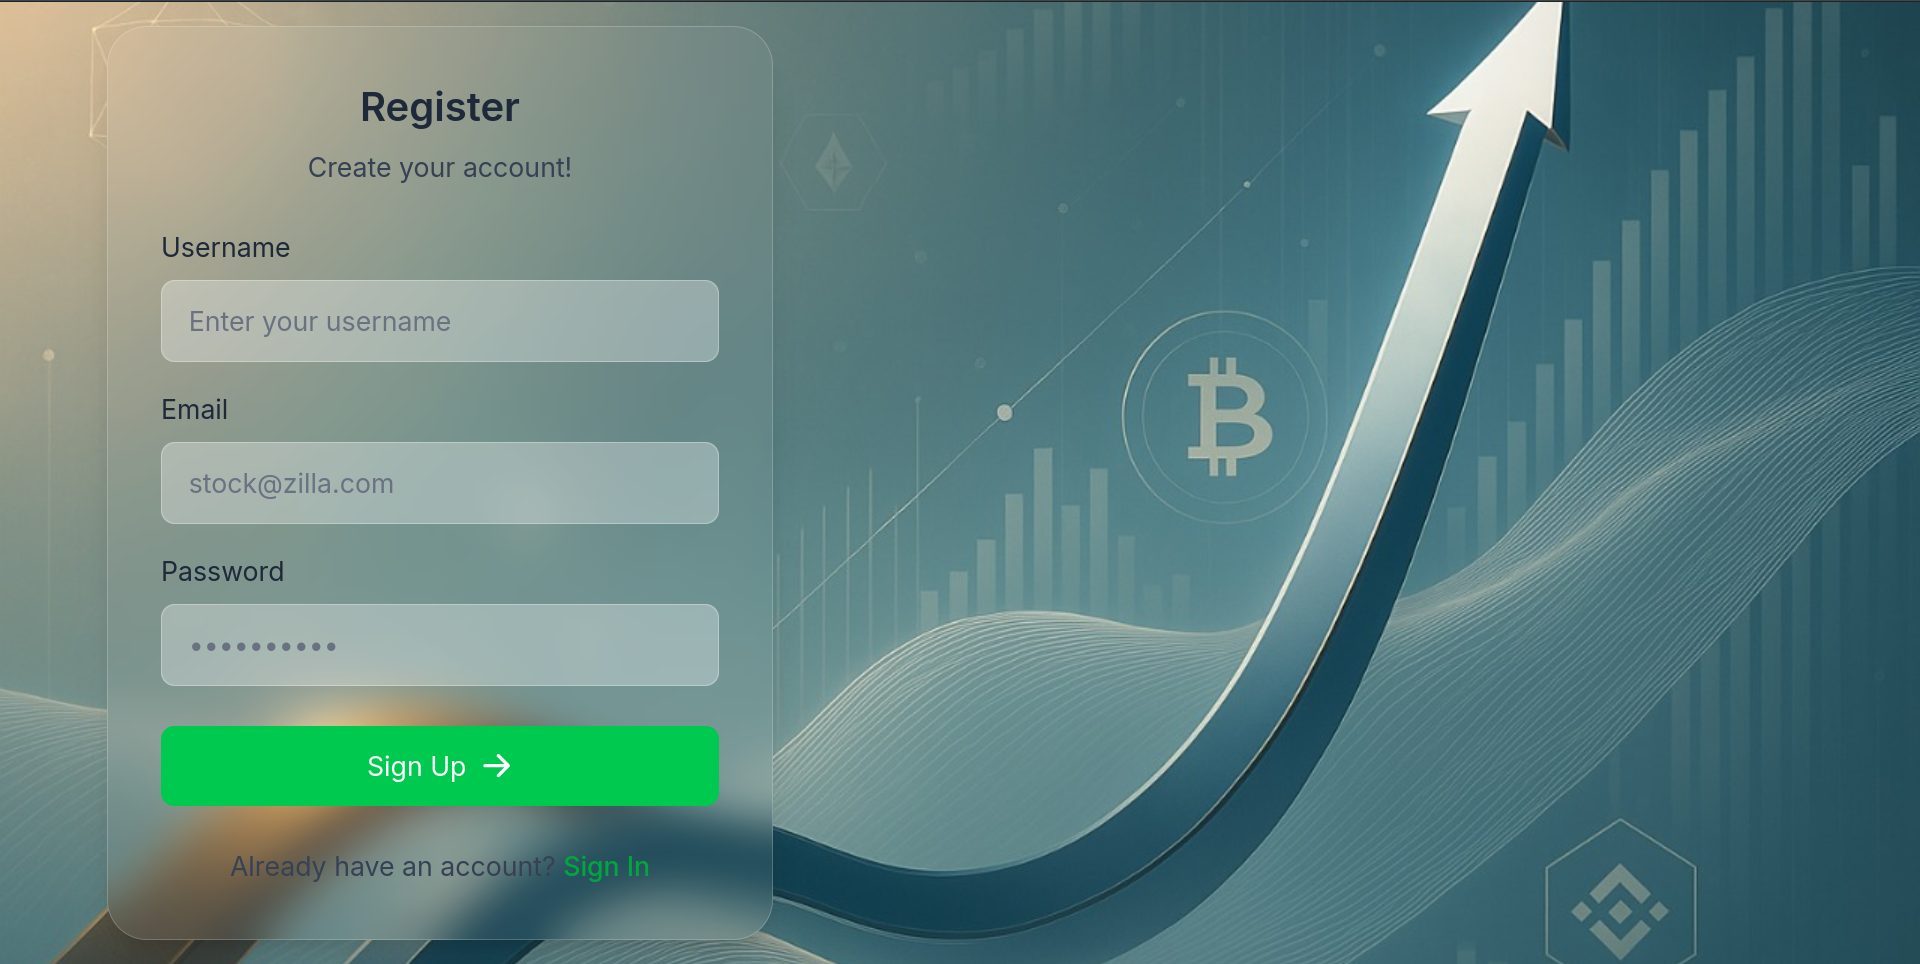 Register
Create your account!
Username
Enter your username
Email
stock@zilla.com
Password
••••••••••
Sign Up →
Already have an account? Sign In